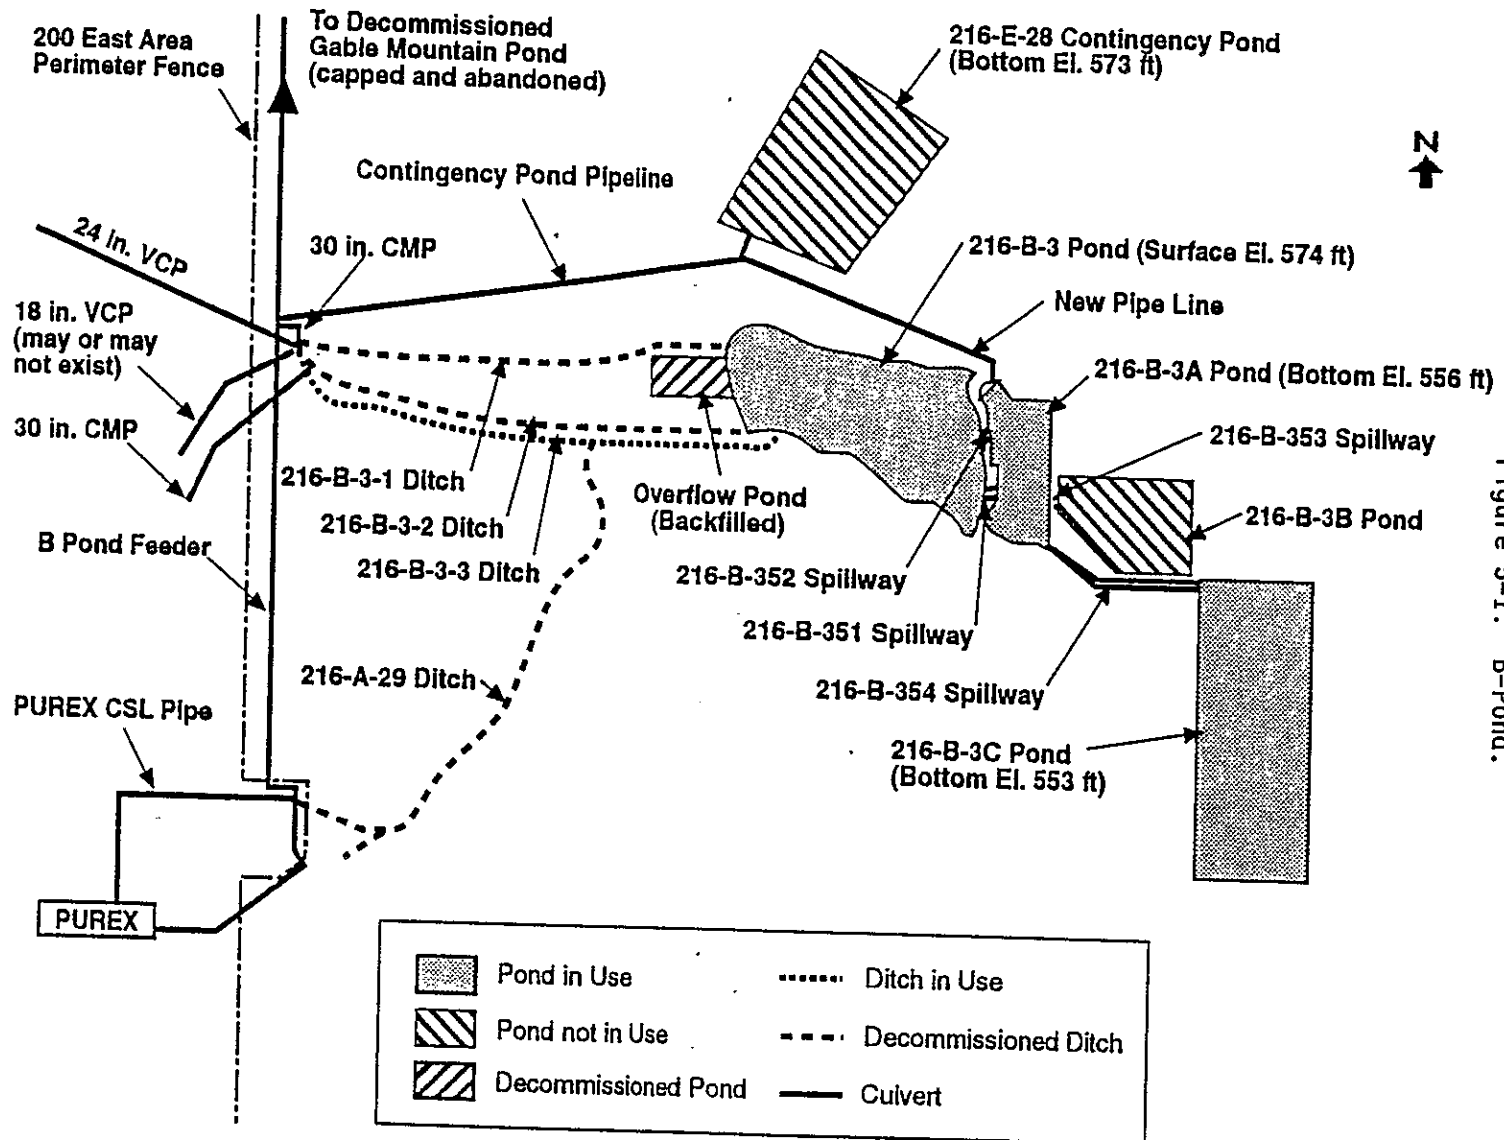 200 East Area
Perimeter Fence
To Decommissioned
Gable Mountain Pond
(capped and abandoned)
216-E-28 Contingency Pond
(Bottom El. 573 ft)
N
Contingency Pond Pipeline
24 in. VCP
30 in. CMP
216-B-3 Pond (Surface El. 574 ft)
New Pipe Line
18 in. VCP
(may or may
not exist)
216-B-3A Pond (Bottom El. 556 ft)
30 in. CMP
216-B-353 Spillway
216-B-3-1 Ditch
Overflow Pond
(Backfilled)
216-B-3-2 Ditch
216-B-3B Pond
B Pond Feeder
216-B-3-3 Ditch
216-B-352 Spillway
216-B-351 Spillway
216-A-29 Ditch
216-B-354 Spillway
PUREX CSL Pipe
216-B-3C Pond
(Bottom El. 553 ft)
PUREX
Pond in Use
Ditch in Use
Pond not in Use
Decommissioned Ditch
Decommissioned Pond
Culvert
Figure 3-1. B-Pond.